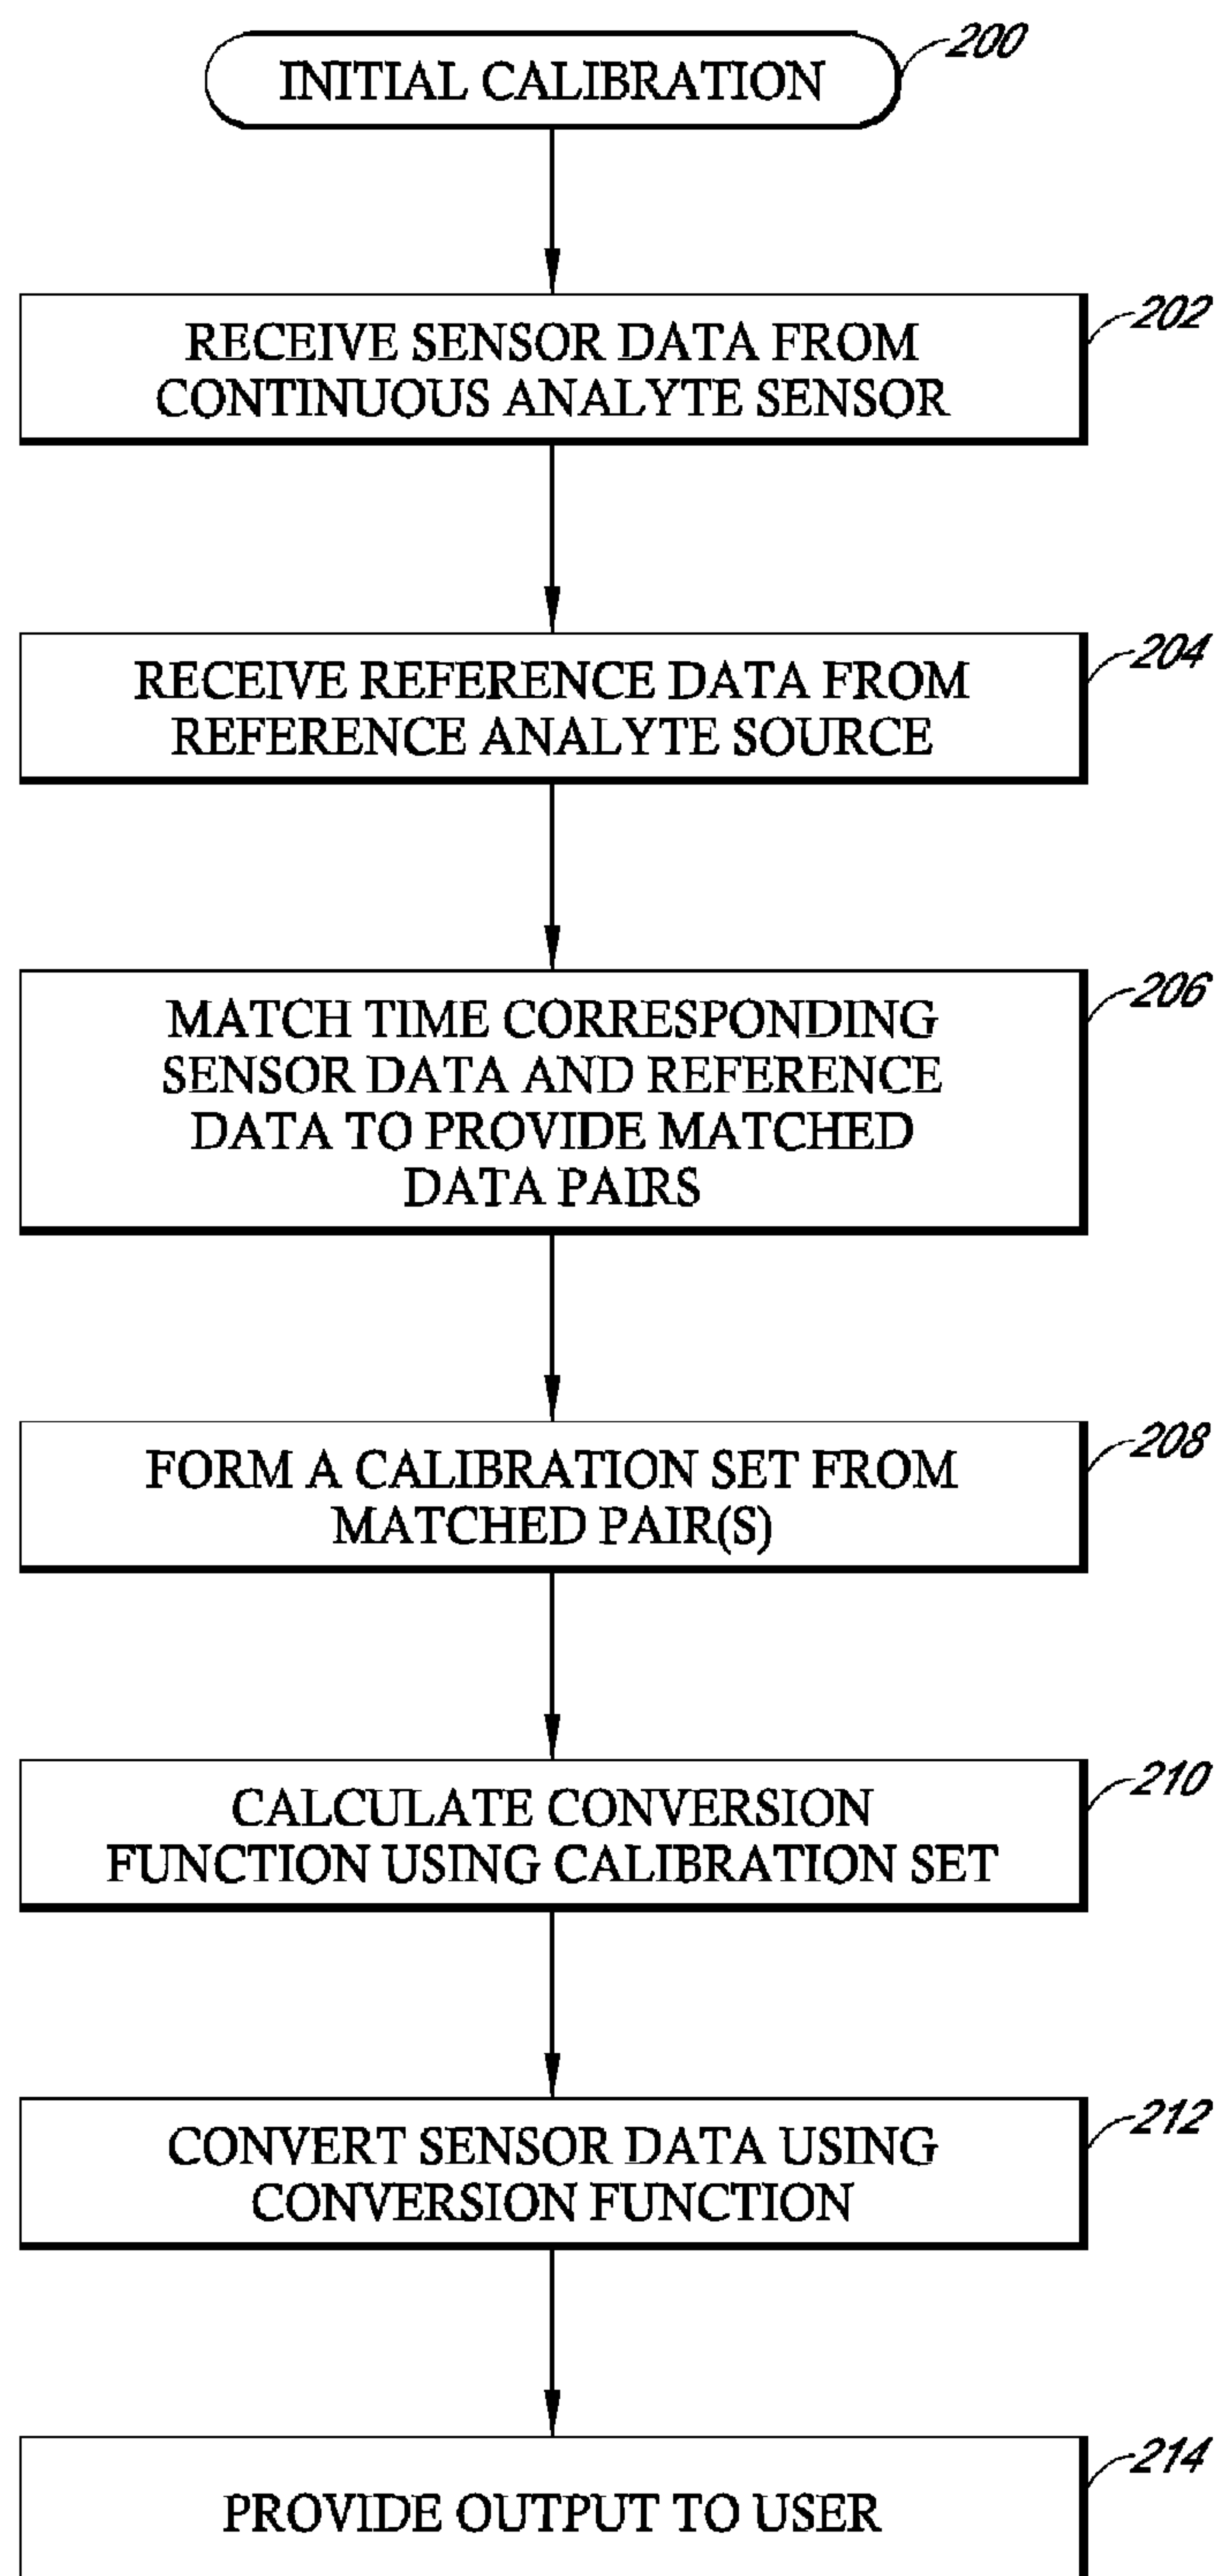 200
INITIAL CALIBRATION
202
RECEIVE SENSOR DATA FROM
CONTINUOUS ANALYTE SENSOR
204
RECEIVE REFERENCE DATA FROM
REFERENCE ANALYTE SOURCE
206
MATCH TIME CORRESPONDING
SENSOR DATA AND REFERENCE
DATA TO PROVIDE MATCHED
DATA PAIRS
208
FORM A CALIBRATION SET FROM
MATCHED PAIR(S)
210
CALCULATE CONVERSION
FUNCTION USING CALIBRATION SET
212
CONVERT SENSOR DATA USING
CONVERSION FUNCTION
214
PROVIDE OUTPUT TO USER